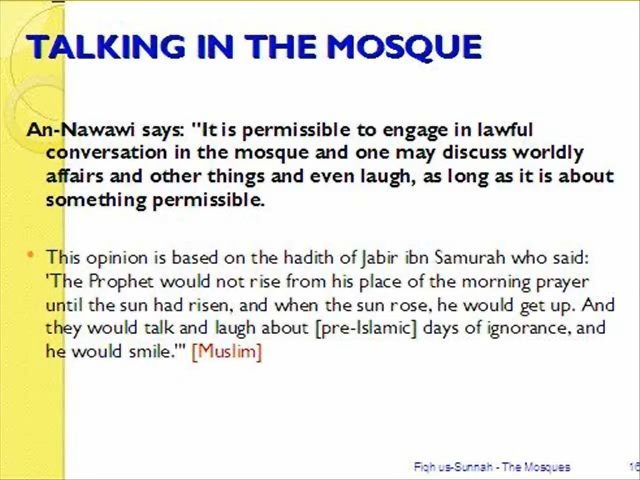 TALKING IN THE MOSQUE
An-Nawawi says: "It is permissible to engage in lawful
conversation in the mosque and one may discuss worldly
affairs and other things and even laugh, as long as it is about
something permissible.
This opinion is based on the hadith of Jabir ibn Samurah who said:
'The Prophet would not rise from his place of the morning prayer
until the sun had risen, and when the sun rose, he would get up. And
they would talk and laugh about [pre-Islamic] days of ignorance, and
he would smile.'" [Muslim]
Fiqh us-Sunnah - The Mosques 16